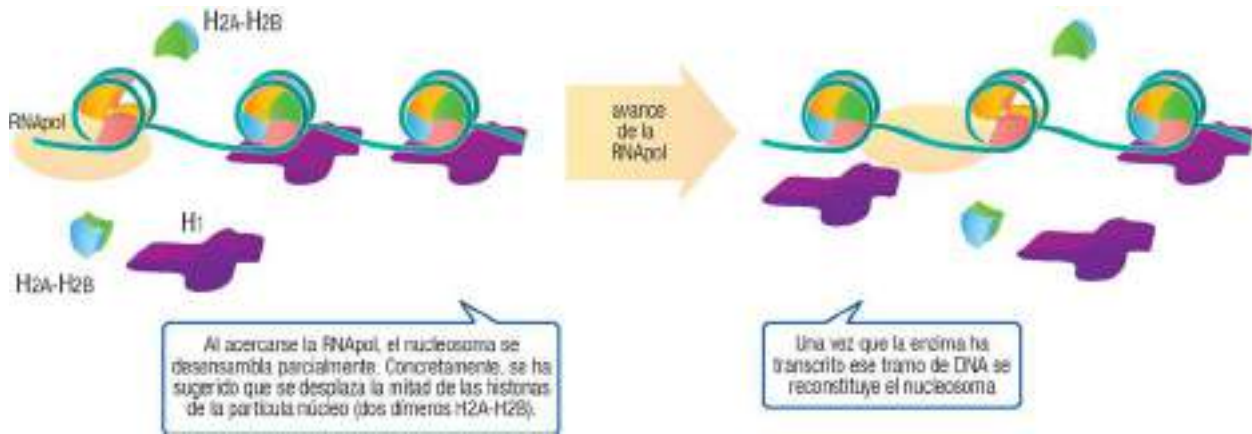 H2A-H2B
RNApol
H1
H2A-H2B
avance
de la
RNApol
Al acercarse la RNApol, el nucleosoma se
desensambla parcialmente. Concretamente, se ha
sugerido que se desplaza la mitad de las histonas
de la partícula núcleo (dos dímeros H2A-H2B).
Una vez que la enzima ha
transcrito ese tramo de DNA se
reconstituye el nucleosoma